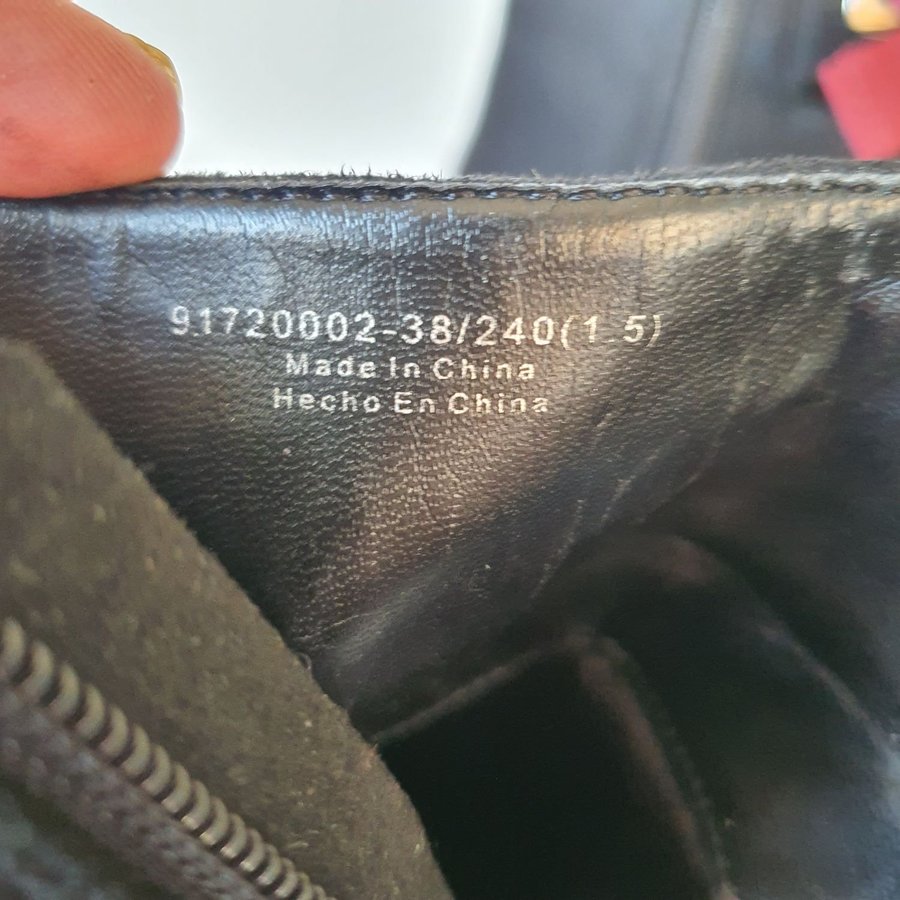 91720002-38/240(1.5)
Made In China
Hecho En China